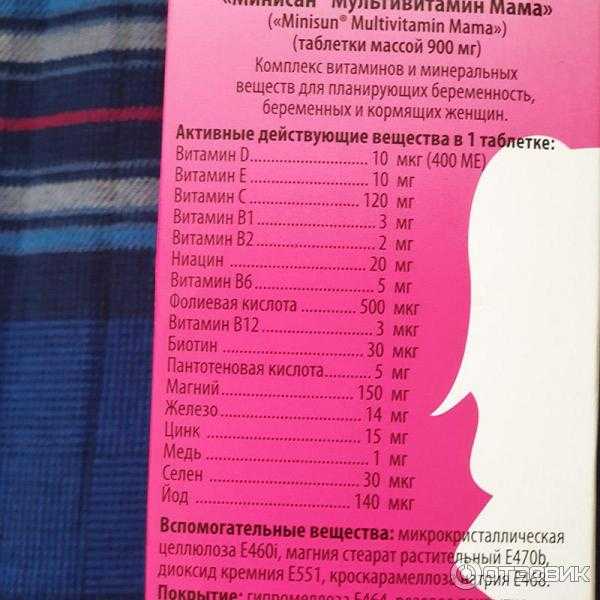 «Минисан® Мультивитамин Мама»
(«Minisun® Multivitamin Mama»)
(таблетки массой 900 мг)
Комплекс витаминов и минеральных
веществ для планирующих беременность,
беременных и кормящих женщин.
Активные действующие вещества в 1 таблетке:
Витамин D 10 мкг (400 МЕ)
Витамин E 10 мг
Витамин C 120 мг
Витамин B1 3 мг
Витамин B2 2 мг
Ниацин 20 мг
Витамин B6 5 мг
Фолиевая кислота 500 мкг
Витамин B12 3 мкг
Биотин 30 мкг
Пантотеновая кислота 5 мг
Магний 150 мг
Железо 14 мг
Цинк 15 мг
Медь 1 мг
Селен 30 мкг
Йод 140 мкг
Вспомогательные вещества: микрокристаллическая
целлюлоза E460i, магния стеарат растительный E470b,
диоксид кремния E551, кроскармеллоза натрия E468.
Покрытие: гипромеллоза E464,
отзовик